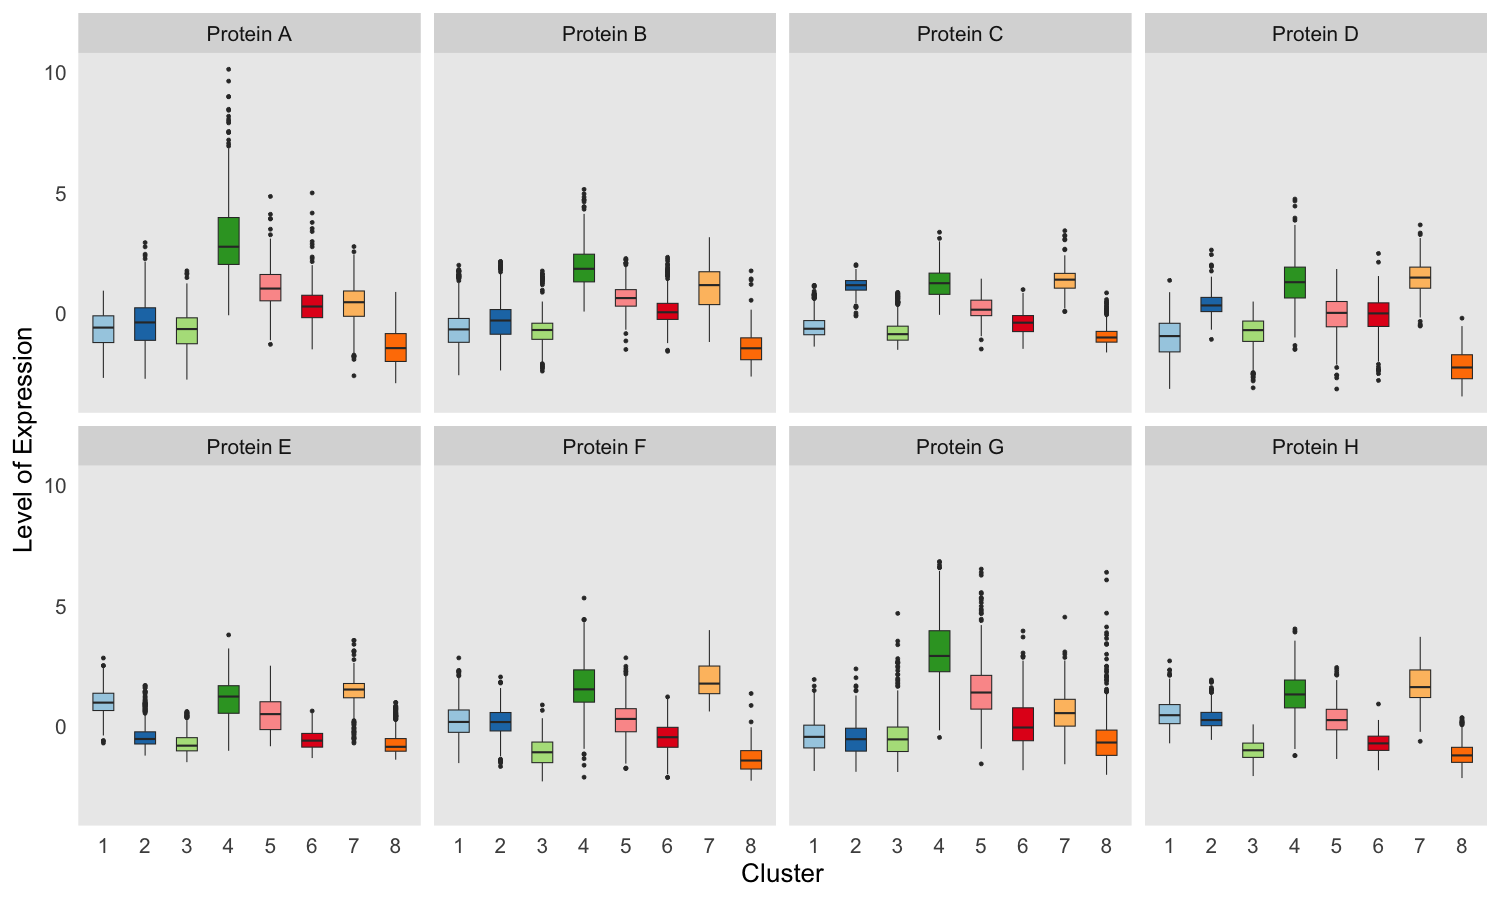 Protein A Protein B Protein C Protein D
10
5
0
Level of Expression
Protein E Protein F Protein G Protein H
10
5
0
1 2 3 4 5 6 7 8 1 2 3 4 5 6 7 8 1 2 3 4 5 6 7 8 1 2 3 4 5 6 7 8
Cluster